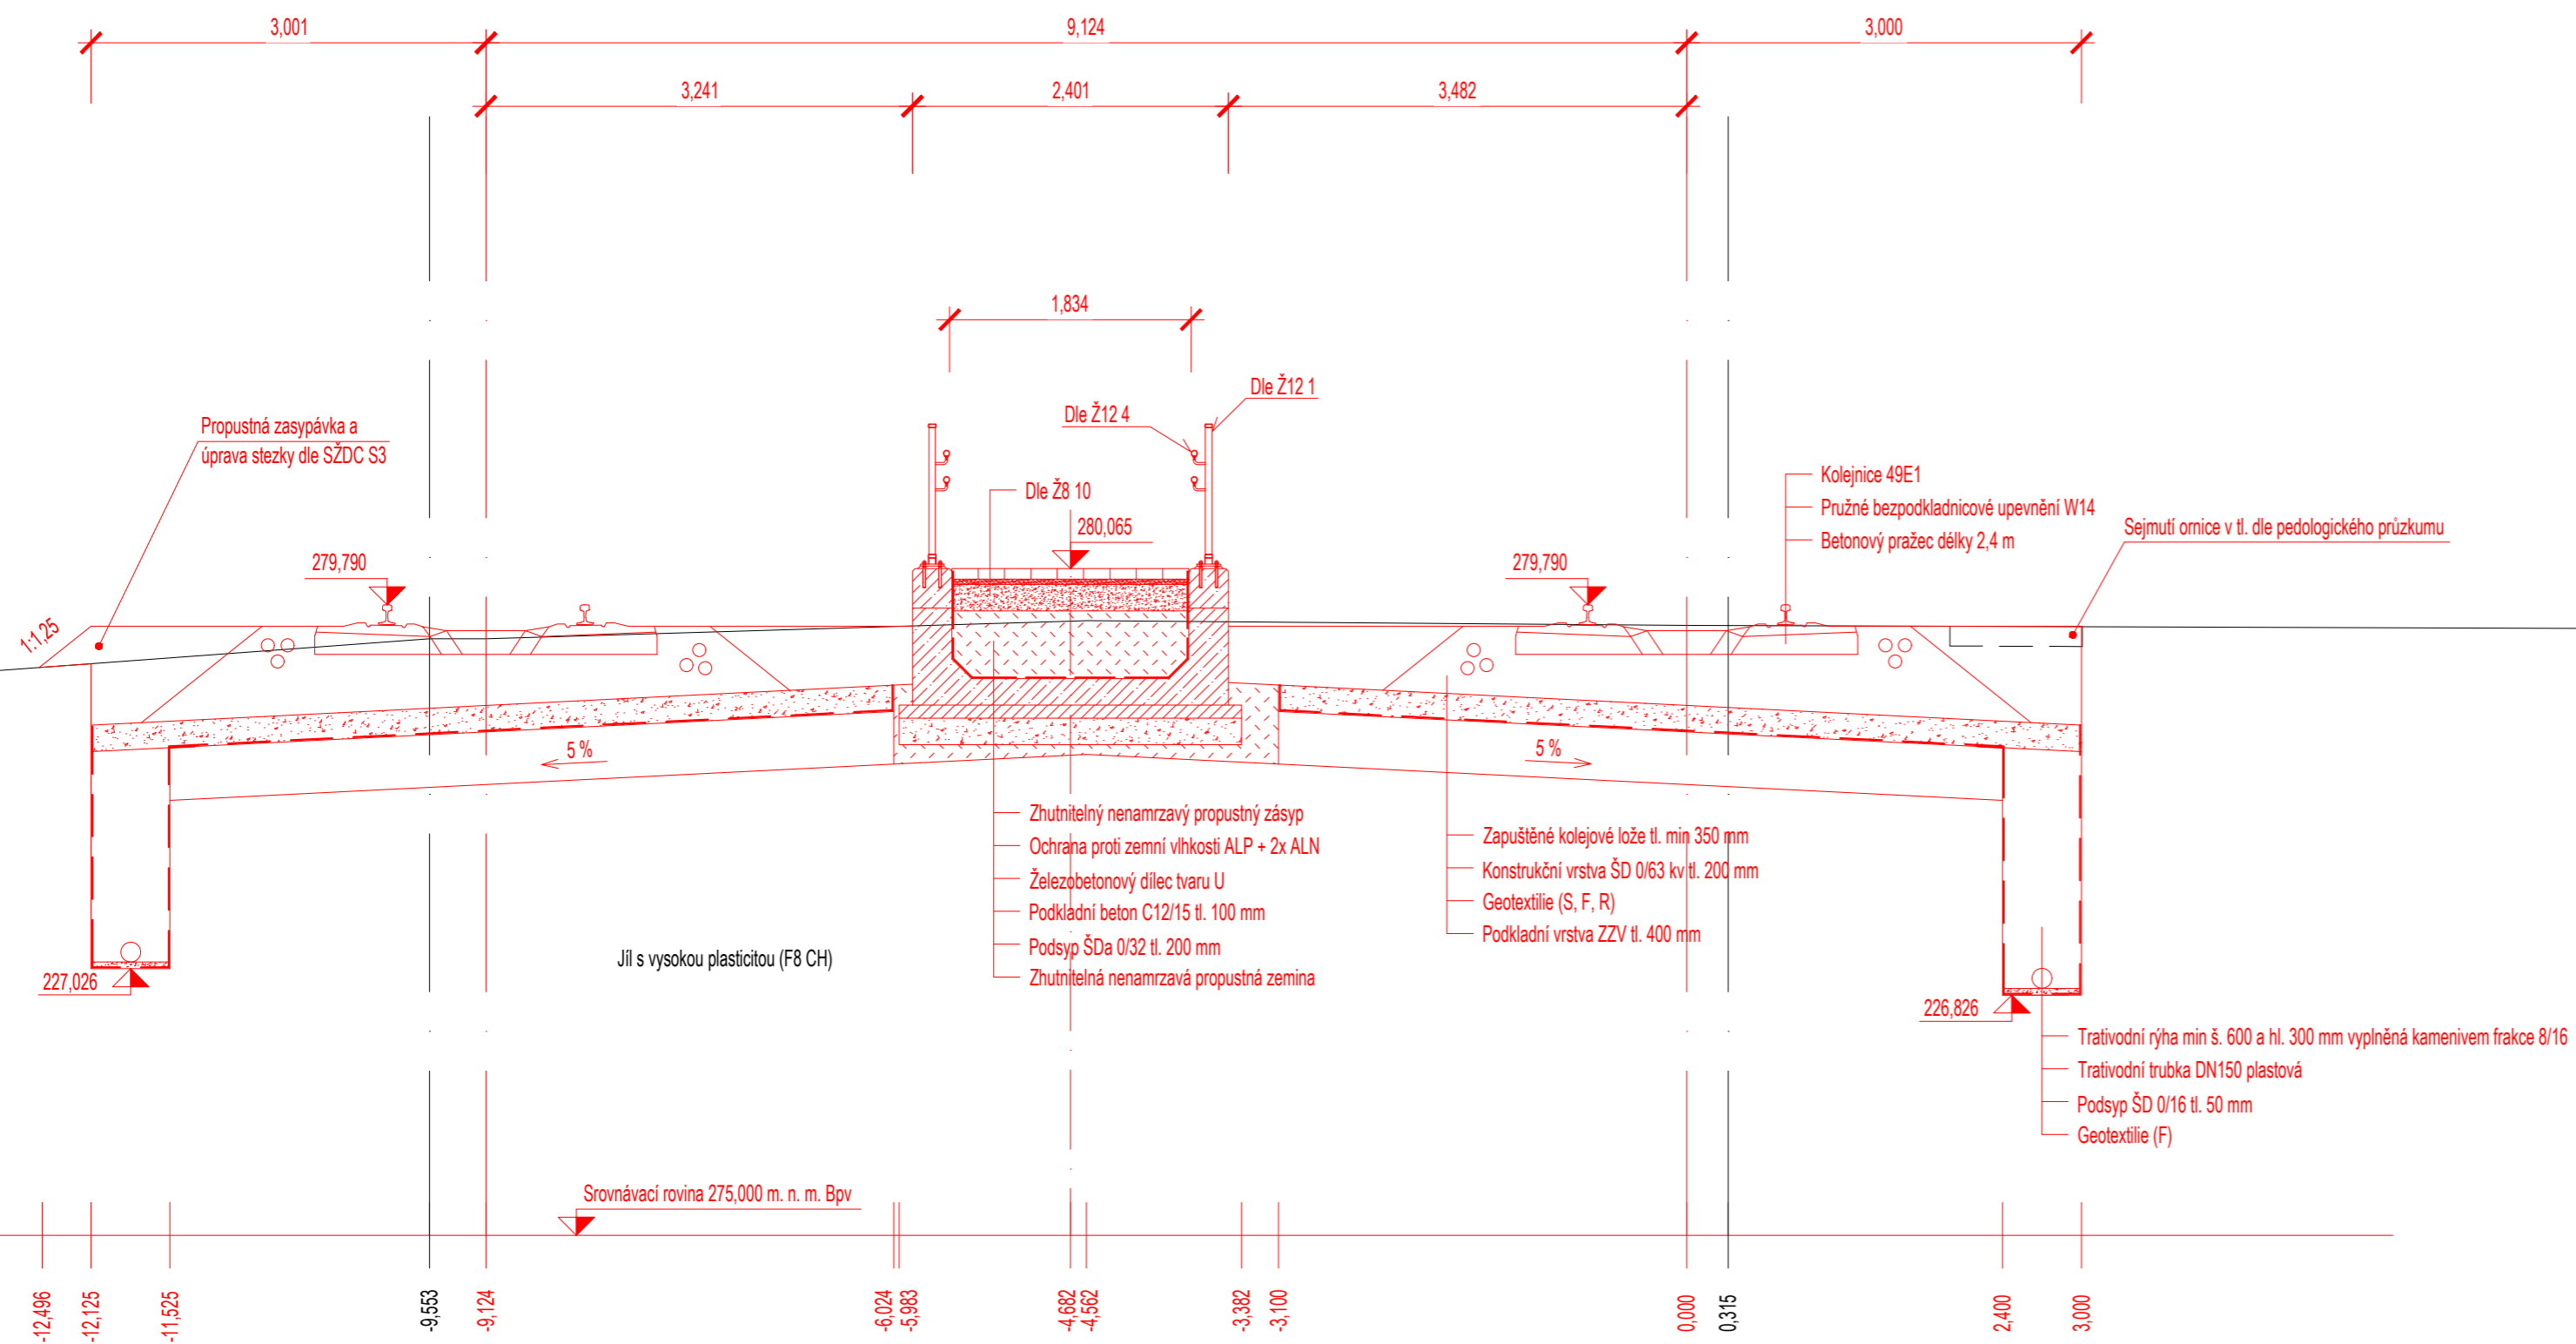 3,001
9,124
3,000
3,241
2,401
3,482
1,834
Dle Ž12 1
Dle Ž12 4
Propustná zasypávka a
úprava stezky dle SŽDC S3
Kolejnice 49E1
Pružné bezpodkladnicové upevnění W14
Betonový pražec délky 2,4 m
Sejmutí ornice v tl. dle pedologického průzkumu
Dle Ž8 10
280,065
279,790
279,790
1:1,25
5 %
5 %
Zhutnitelný nenamrzavý propustný zásyp
Ochrana proti zemní vlhkosti ALP + 2x ALN
Železobetonový dílec tvaru U
Podkladní beton C12/15 tl. 100 mm
Podsyp ŠDa 0/32 tl. 200 mm
Zhutnitelná nenamrzavá propustná zemina
Zapuštěné kolejové lože tl. min 350 mm
Konstrukční vrstva ŠD 0/63 kv tl. 200 mm
Geotextilie (S, F, R)
Podkladní vrstva ZZV tl. 400 mm
Jíl s vysokou plasticitou (F8 CH)
227,026
226,826
Trativodní rýha min š. 600 a hl. 300 mm vyplněná kamenivem frakce 8/16
Trativodní trubka DN150 plastová
Podsyp ŠD 0/16 tl. 50 mm
Geotextilie (F)
Srovnávací rovina 275,000 m. n. m. Bpv
-12,496
-12,125
-11,525
-9,553
-9,124
-6,024
-5,983
-4,682
-4,562
-3,382
-3,100
0,000
0,315
2,400
3,000